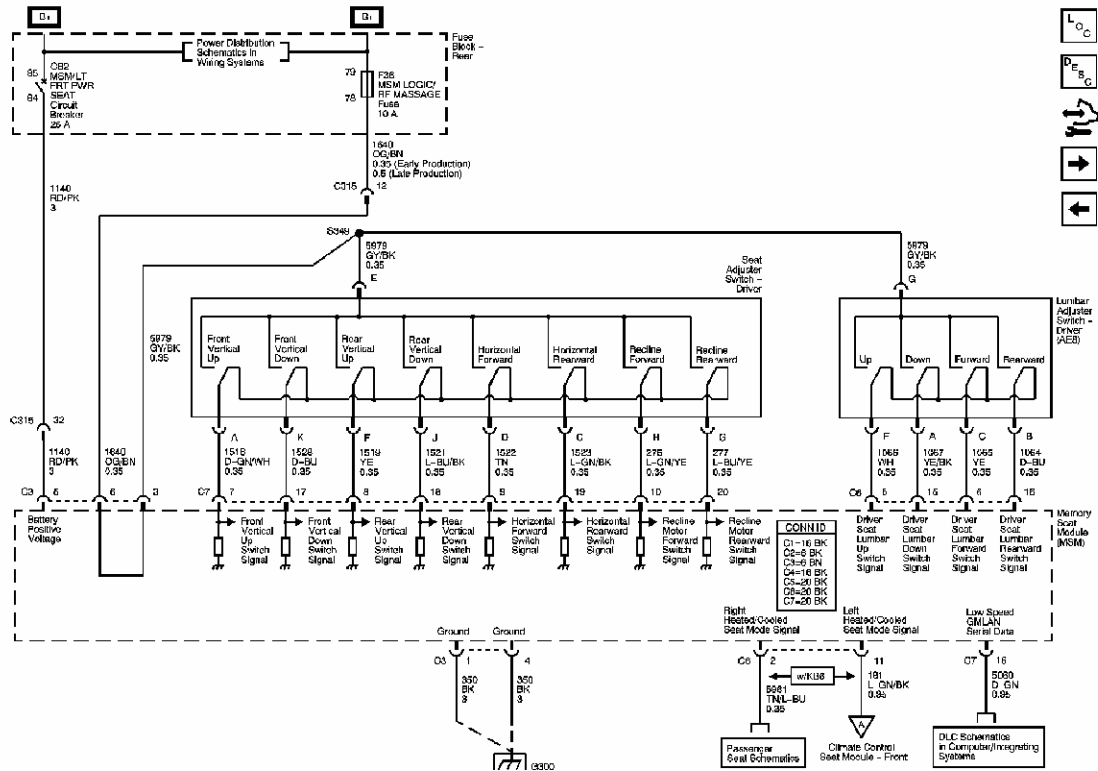 B+
B+
Power Distribution
Schematics in
Wiring Systems
Fuse
Block –
Rear
85
84
CB2
MSM/LT
FRT PWR
SEAT
Circuit
Breaker
25 A
79
78
F36
MSM LOGIC/
RF MASSAGE
Fuse
10 A
L O C
D E S C
1640
OG/BN
0.35 (Early Production)
0.5 (Late Production)
C315 12
1140
RD/PK
3
S349
5979
GY/BK
0.35
E
5979
GY/BK
0.35
G
Seat
Adjuster
Switch –
Driver
Lumbar
Adjuster
Switch –
Driver
(AE8)
5979
GY/BK
0.35
Front
Vertical
Up
Front
Vertical
Down
Rear
Vertical
Up
Rear
Vertical
Down
Horizontal
Forward
Horizontal
Rearward
Recline
Forward
Recline
Rearward
Up
Down
Forward
Rearward
C315 32
1140
RD/PK
3
1640
OG/BN
0.35
A
K
F
J
D
C
H
G
F
A
C
B
D-GN/WH
0.35
1528
D-BU
0.35
1519
YE
0.35
1521
L-BU/BK
0.35
1522
TN
0.35
1523
L-GN/BK
0.35
276
L-GN/YE
0.35
277
L-BU/YE
0.35
1066
WH
0.35
1067
YE/BK
0.35
1065
YE
0.35
1064
D-BU
0.35
C3 5
6
3
C7 7
17
8
18
9
19
10
20
C6 5
15
6
16
Battery
Positive
Voltage
Front
Vertical
Up
Switch
Signal
Front
Vertical
Down
Switch
Signal
Rear
Vertical
Up
Switch
Signal
Rear
Vertical
Down
Switch
Signal
Horizontal
Forward
Switch
Signal
Horizontal
Rearward
Switch
Signal
Recline
Motor
Forward
Switch
Signal
Recline
Motor
Rearward
Switch
Signal
CONN ID
C1=16 BK
C2=6 BK
C3=6 BN
C4=16 BK
C5=20 BK
C6=20 BK
C7=20 BK
Driver
Seat
Lumbar
Up
Switch
Signal
Driver
Seat
Lumbar
Down
Switch
Signal
Driver
Seat
Lumbar
Forward
Switch
Signal
Driver
Seat
Lumbar
Rearward
Switch
Signal
Memory
Seat
Module
(MSM)
Ground
Ground
Right
Heated/Cooled
Seat Mode Signal
Left
Heated/Cooled
Seat Mode Signal
Low Speed
GMLAN
Serial Data
C3 1
4
2
11
C7 16
350
BK
3
350
BK
3
TN/L-BU
0.35
w/KB6
L-GN/BK
0.35
5060
D-GN
0.35
G300
Passenger
Seat Schematics
A
Climate Control
Seat Module – Front
DLC Schematics
in Computer/Integrating
Systems